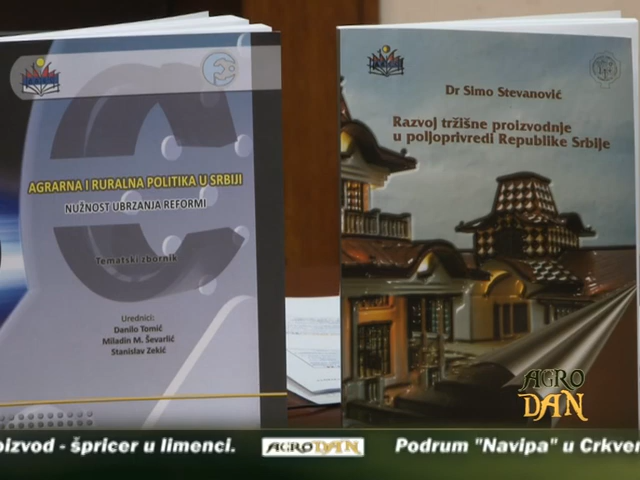 AGRARNA I RURALNA POLITIKA U SRBIJI
NUŽNOST UBRZANJA REFORMI
Tematski zbornik
Urednici:
Danilo Tomić
Miladin M. Ševarlić
Stanislav Zekić
Dr Simo Stevanović
Razvoj tržišne proizvodnje
u poljoprivredi Republike Srbije
AGRO
DAN
oizvod - špricer u limenci. AGRODAN Podrum "Navipa" u Crkven